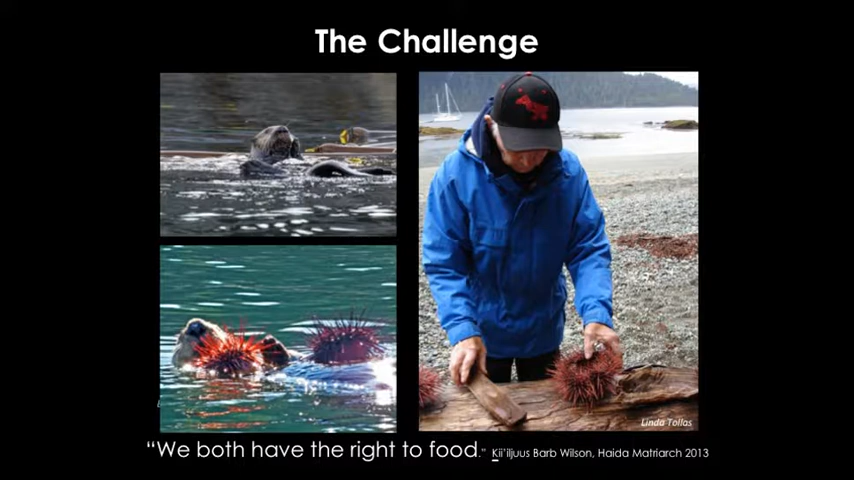 The Challenge
Linda Tollas
“We both have the right to food.” Kii'iljuus Barb Wilson, Haida Matriarch 2013